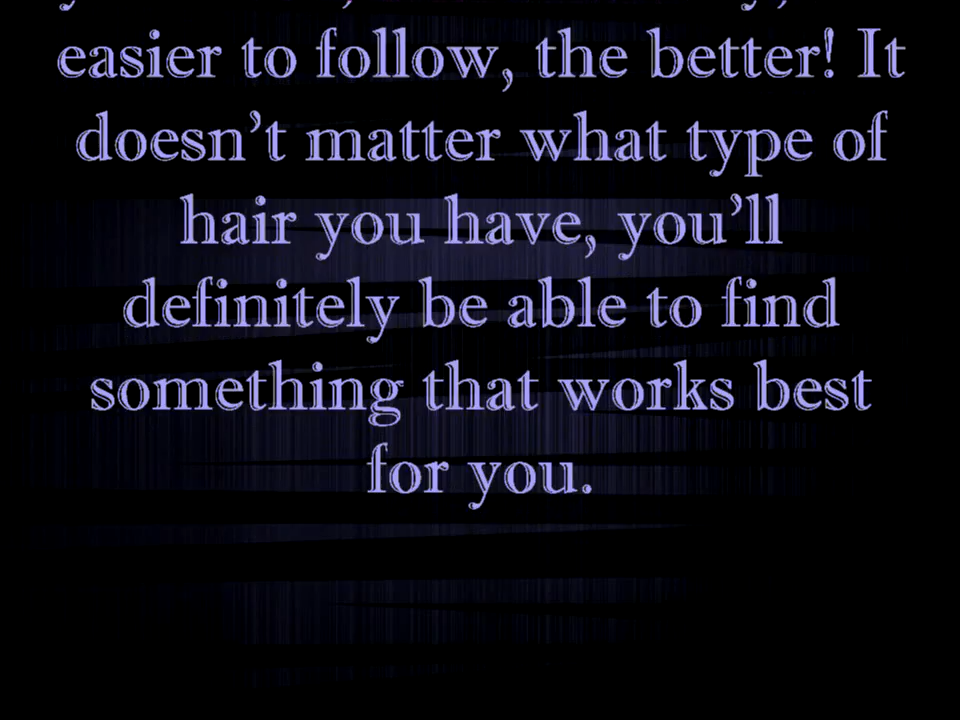 easier to follow, the better! It
doesn’t matter what type of
hair you have, you’ll
definitely be able to find
something that works best
for you.